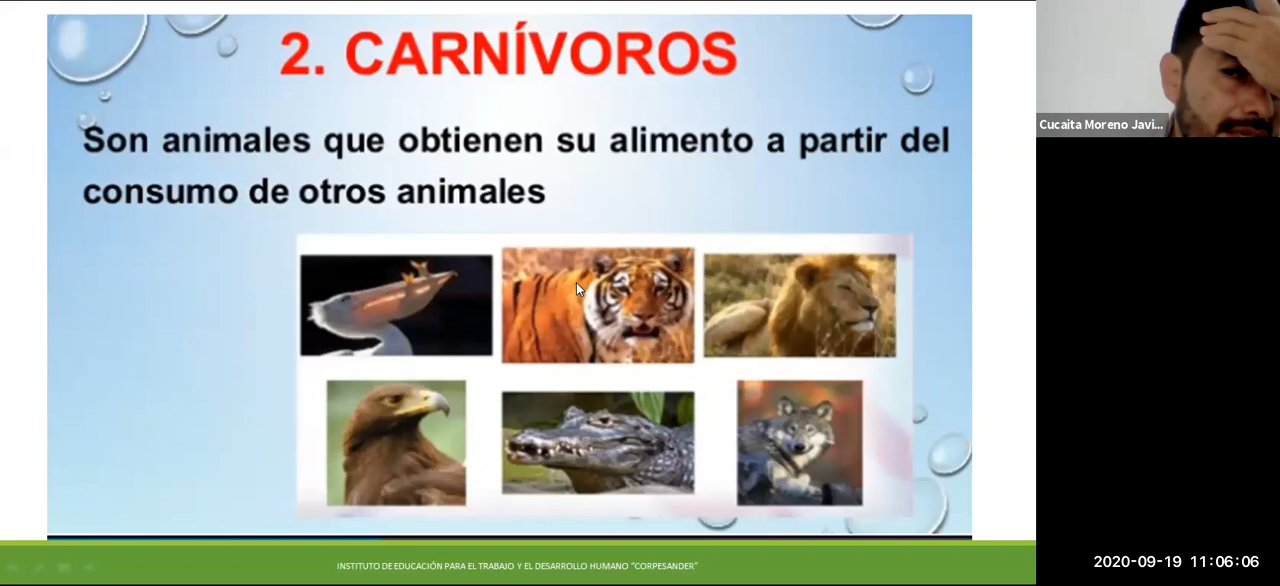 2. CARNÍVOROS
Son animales que obtienen su alimento a partir del
consumo de otros animales
Cucaita Moreno Javi...
INSTITUTO DE EDUCACIÓN PARA EL TRABAJO Y EL DESARROLLO HUMANO "CORPESANDER"
2020-09-19 11:06:06